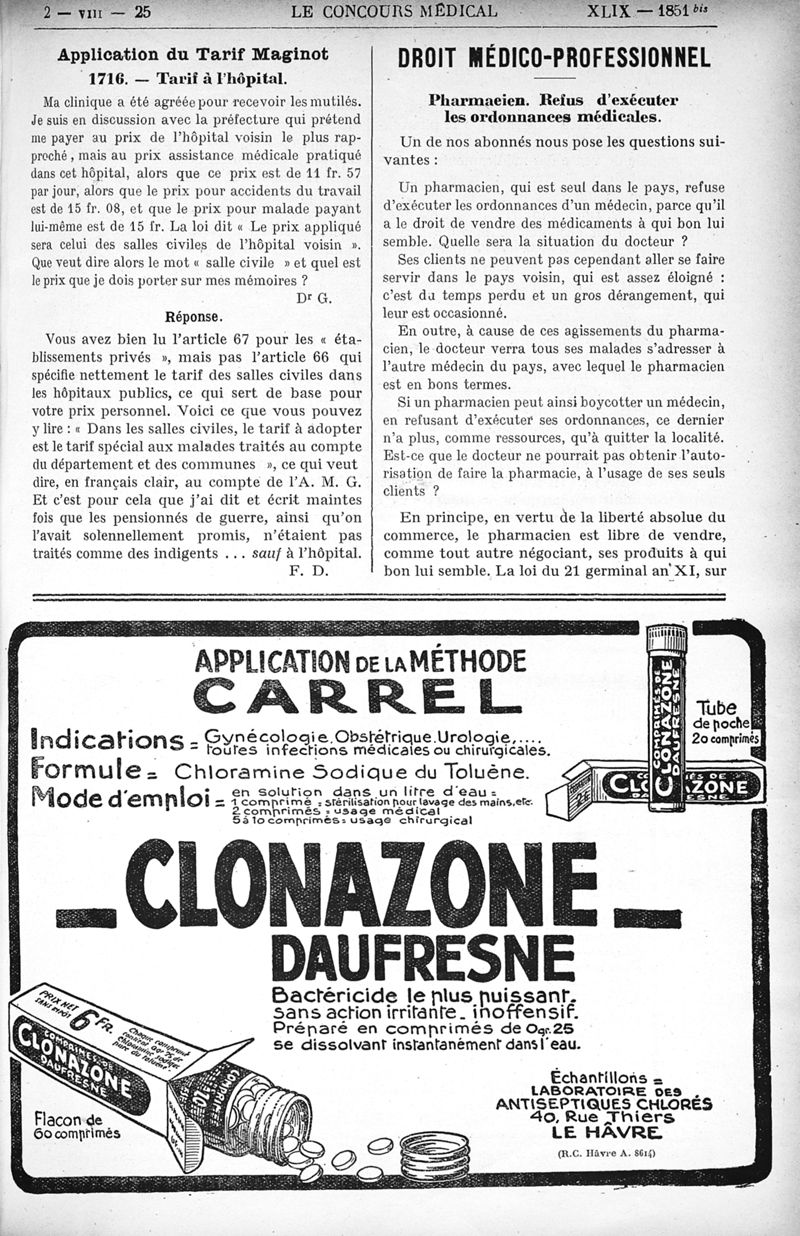 2 — VIII — 25 LE CONCOURS MÉDICAL XLIX — 1851 bis
Application du Tarif Maginot
1716. — Tarif à l'hôpital.
Ma clinique a été agréée pour recevoir les mutilés.
Je suis en discussion avec la préfecture qui prétend
me payer au prix de l'hôpital voisin le plus rap-
proché, mais au prix assistance médicale pratiqué
dans cet hôpital, alors que ce prix est de 11 fr. 57
par jour, alors que le prix pour accidents du travail
est de 15 fr. 08, et que le prix pour malade payant
lui-même est de 15 fr. La loi dit « Le prix appliqué
sera celui des salles civiles de l'hôpital voisin ».
Que veut dire alors le mot « salle civile » et quel est
le prix que je dois porter sur mes mémoires ?
Dr G.
Réponse.
Vous avez bien lu l'article 67 pour les « éta-
blissements privés », mais pas l'article 66 qui
spécifie nettement le tarif des salles civiles dans
les hôpitaux publics, ce qui sert de base pour
votre prix personnel. Voici ce que vous pouvez
y lire : « Dans les salles civiles, le tarif à adopter
est le tarif spécial aux malades traités au compte
du département et des communes », ce qui veut
dire, en français clair, au compte de l'A. M. G.
Et c'est pour cela que j'ai dit et écrit maintes
fois que les pensionnés de guerre, ainsi qu'on
l'avait solennellement promis, n'étaient pas
traités comme des indigents ... sauf à l'hôpital.
F. D.
DROIT MÉDICO-PROFESSIONNEL
Pharmacien. Refus d'exécuter
les ordonnances médicales.
Un de nos abonnés nous pose les questions sui-
vantes :
Un pharmacien, qui est seul dans le pays, refuse
d'exécuter les ordonnances d'un médecin, parce qu'il
a le droit de vendre des médicaments à qui bon lui
semble. Quelle sera la situation du docteur ?
Ses clients ne peuvent pas cependant aller se faire
servir dans le pays voisin, qui est assez éloigné :
c'est du temps perdu et un gros dérangement, qui
leur est occasionné.
En outre, à cause de ces agissements du pharma-
cien, le docteur verra tous ses malades s'adresser à
l'autre médecin du pays, avec lequel le pharmacien
est en bons termes.
Si un pharmacien peut ainsi boycotter un médecin,
en refusant d'exécuter ses ordonnances, ce dernier
n'a plus, comme ressources, qu'à quitter la localité.
Est-ce que le docteur ne pourrait pas obtenir l'auto-
risation de faire la pharmacie, à l'usage de ses seuls
clients ?
En principe, en vertu de la liberté absolue du
commerce, le pharmacien est libre de vendre,
comme tout autre négociant, ses produits à qui
bon lui semble. La loi du 21 germinal an XI, sur
APPLICATION DE LA MÉTHODE
CARREL
Indications = Gynécologie, Obstétrique, Urologie, ....
toutes infections médicales ou chirurgicales.
Formule = Chloramine Sodique du Toluène.
Mode d'emploi = en solution dans un litre d'eau =
1 comprimé = stérilisation pour lavage des mains, etc.
2 comprimés = usage médical
5 à 10 comprimés = usage chirurgical
COMPRIMÉS DE
CLONAZONE
DAUFRESNE
Tube
de poche
20 comprimés
— CLONAZONE —
DAUFRESNE
Bactéricide le plus puissant.
sans action irritante - inoffensif.
Préparé en comprimés de 0gr.25
se dissolvant instantanément dans l'eau.
PRIX NET
SANS IMPÔT
6 FR.
Chaque comprimé
contient 0gr 25 de
chloramine sodique
pure du toluène.
COMPRIMÉS DE
CLONAZONE
DAUFRESNE
Flacon de
60 comprimés
Échantillons =
LABORATOIRE DES
ANTISEPTIQUES CHLORÉS
40, Rue Thiers
LE HÂVRE
(R.C. Hâvre A. 8614)